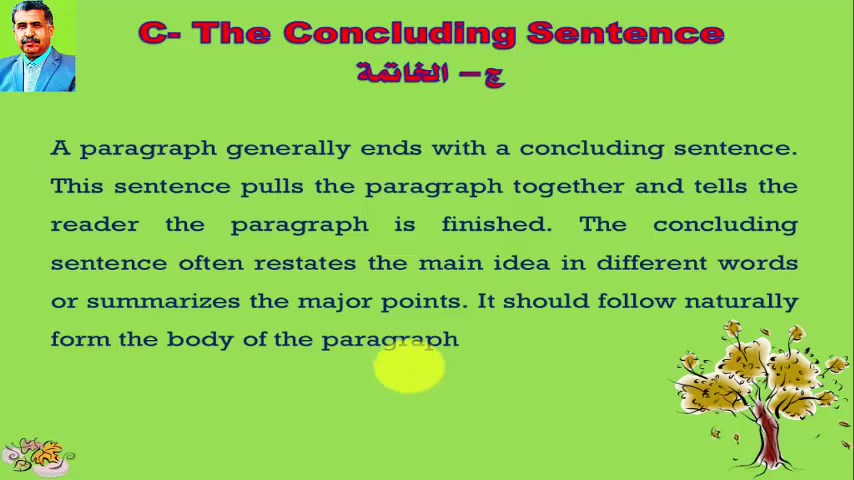 C- The Concluding Sentence
ج – الخاتمة
A paragraph generally ends with a concluding sentence.
This sentence pulls the paragraph together and tells the
reader the paragraph is finished. The concluding
sentence often restates the main idea in different words
or summarizes the major points. It should follow naturally
form the body of the paragraph